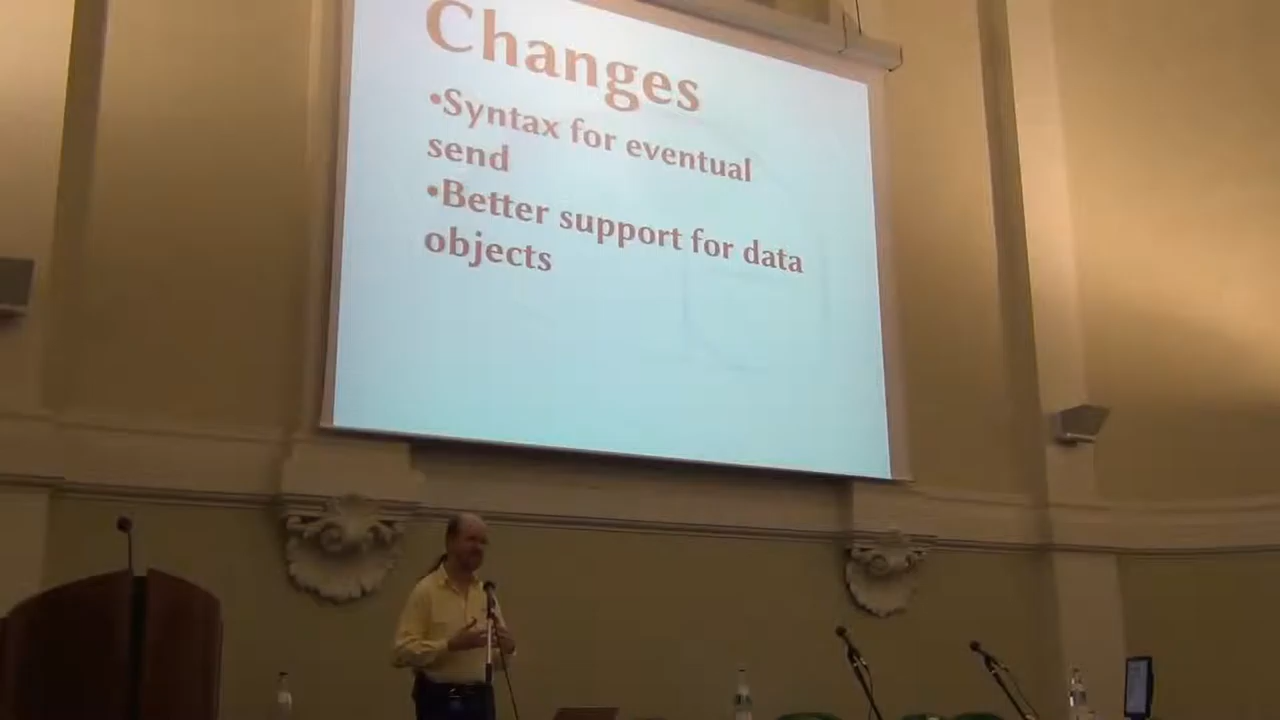 Changes
•Syntax for eventual
send
•Better support for data
objects